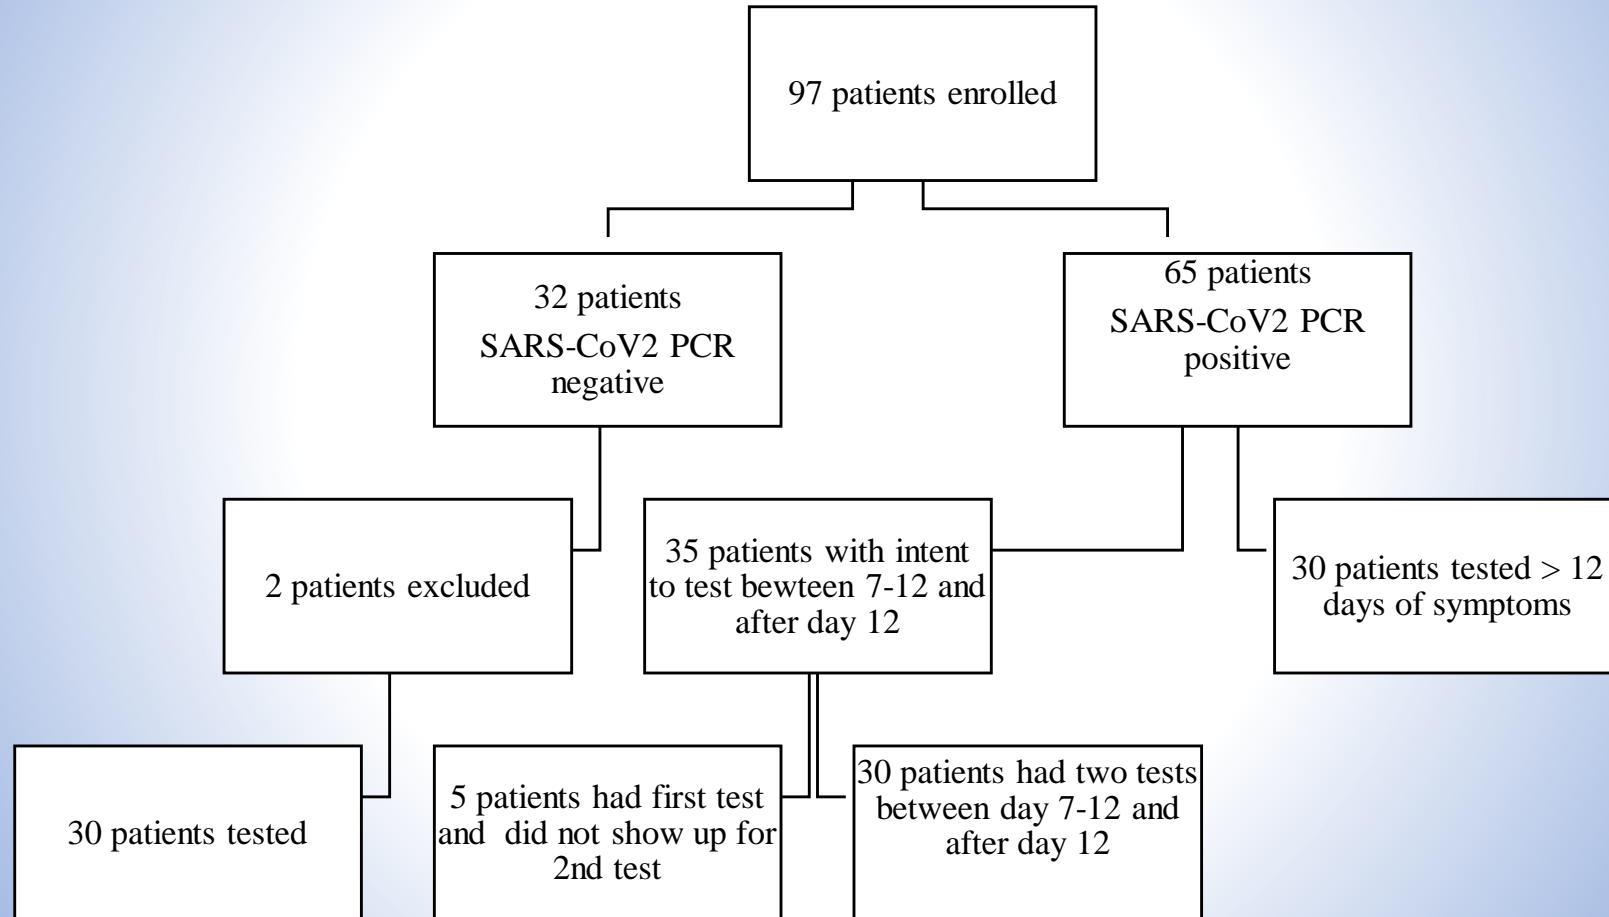 97 patients enrolled
32 patients
SARS-CoV2 PCR
negative
65 patients
SARS-CoV2 PCR
positive
2 patients excluded
35 patients with intent
to test bewteen 7-12 and
after day 12
30 patients tested > 12
days of symptoms
30 patients tested
5 patients had first test
and did not show up for
2nd test
30 patients had two tests
between day 7-12 and
after day 12